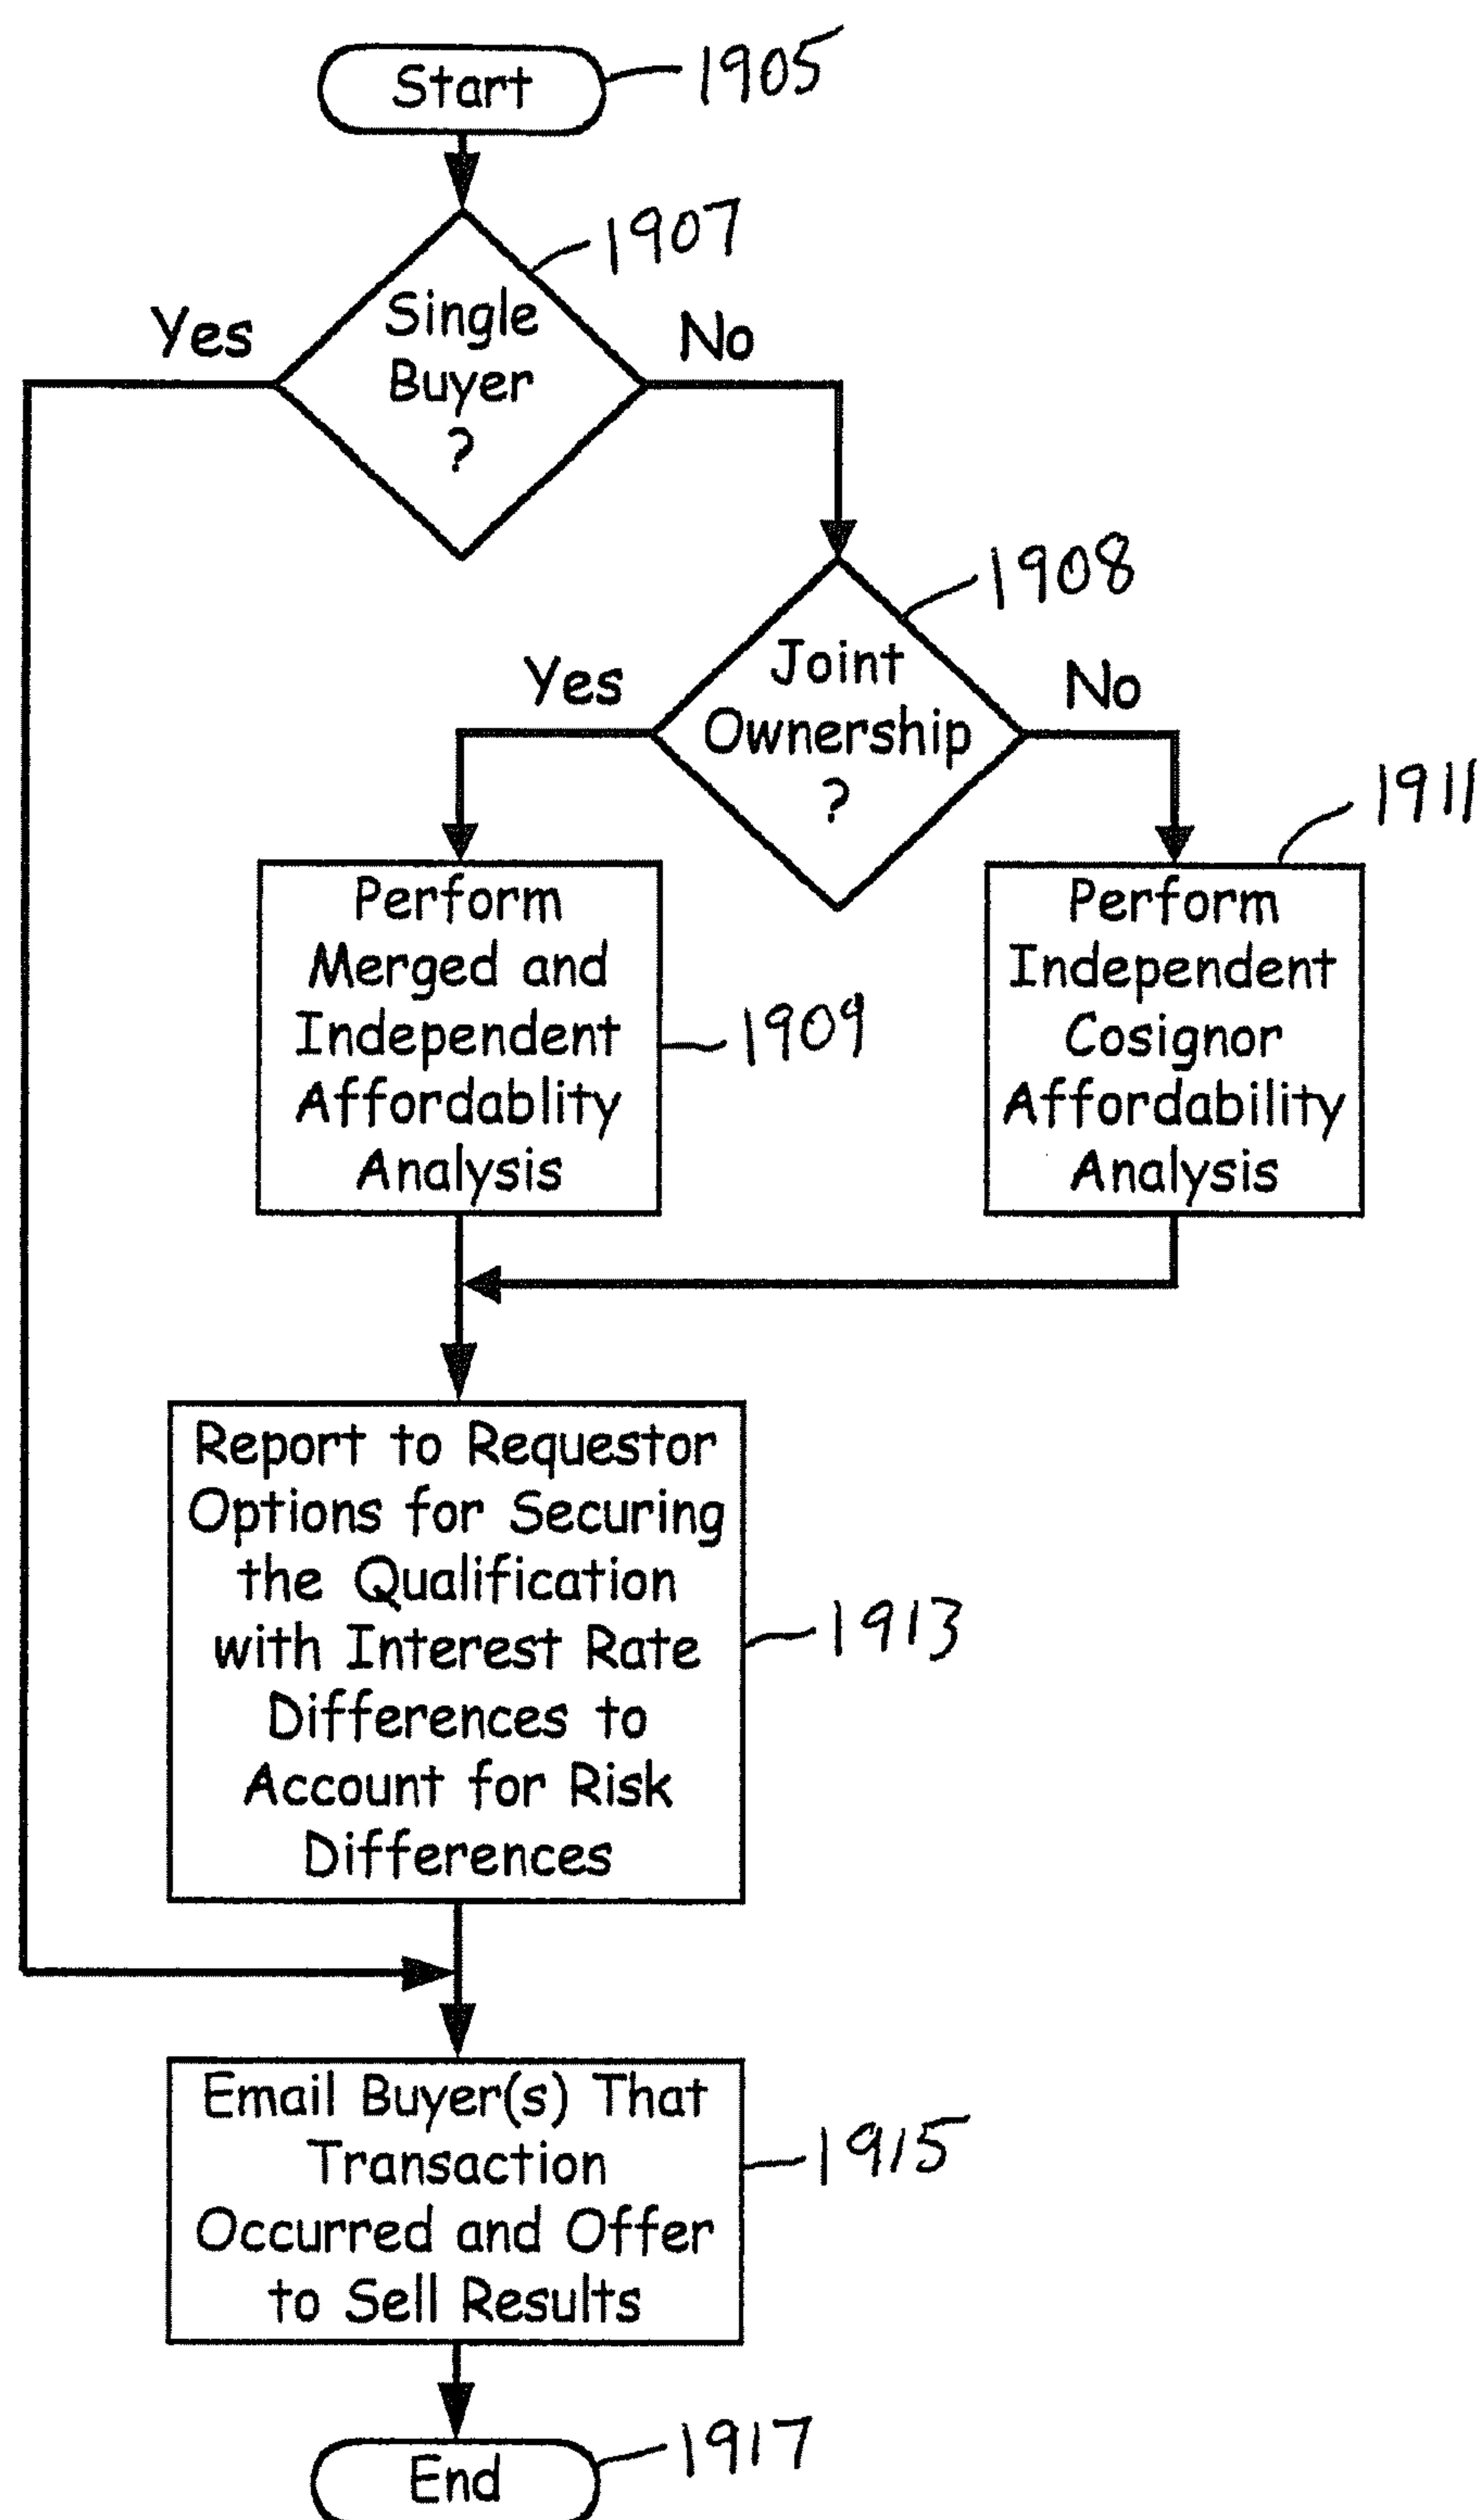 Start
1905
1907
Single
Buyer
?
Yes
No
1908
Joint
Ownership
?
Yes
No
1911
Perform
Merged and
Independent
Affordablity
Analysis
1909
Perform
Independent
Cosignor
Affordability
Analysis
Report to Requestor
Options for Securing
the Qualification
with Interest Rate
Differences to
Account for Risk
Differences
1913
Email Buyer(s) That
Transaction
Occurred and Offer
to Sell Results
1915
End
1917